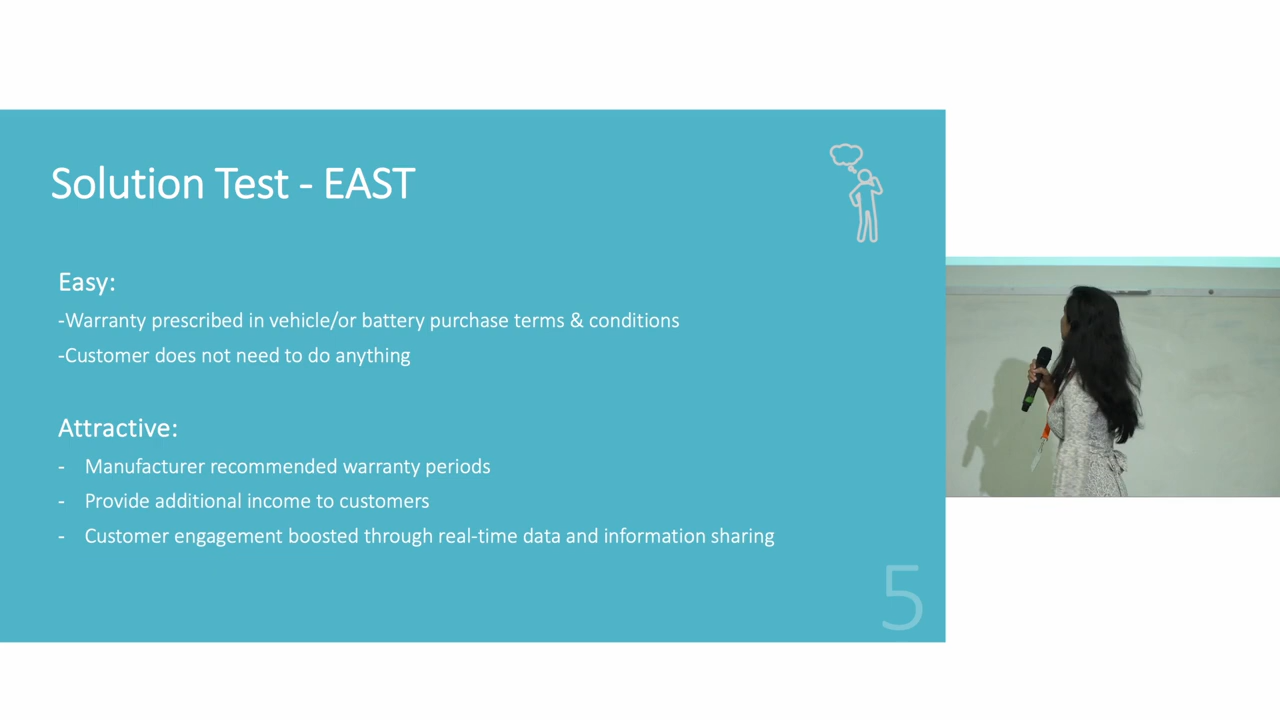 Solution Test - EAST
Easy:
-Warranty prescribed in vehicle/or battery purchase terms & conditions
-Customer does not need to do anything
Attractive:
- Manufacturer recommended warranty periods
- Provide additional income to customers
- Customer engagement boosted through real-time data and information sharing
5